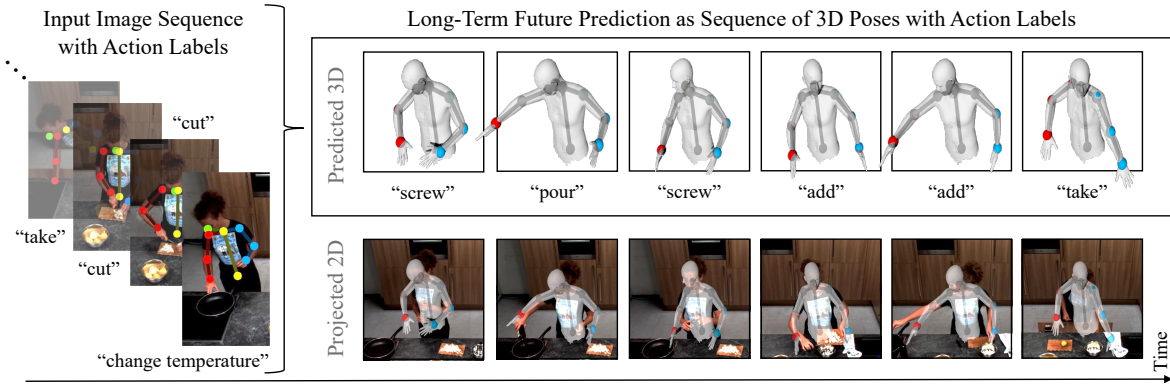 Input Image Sequence
with Action Labels
“cut”
“take”
“cut”
“change temperature”
Long-Term Future Prediction as Sequence of 3D Poses with Action Labels
Predicted 3D
“screw”
“pour”
“screw”
“add”
“add”
“take”
Projected 2D
Time